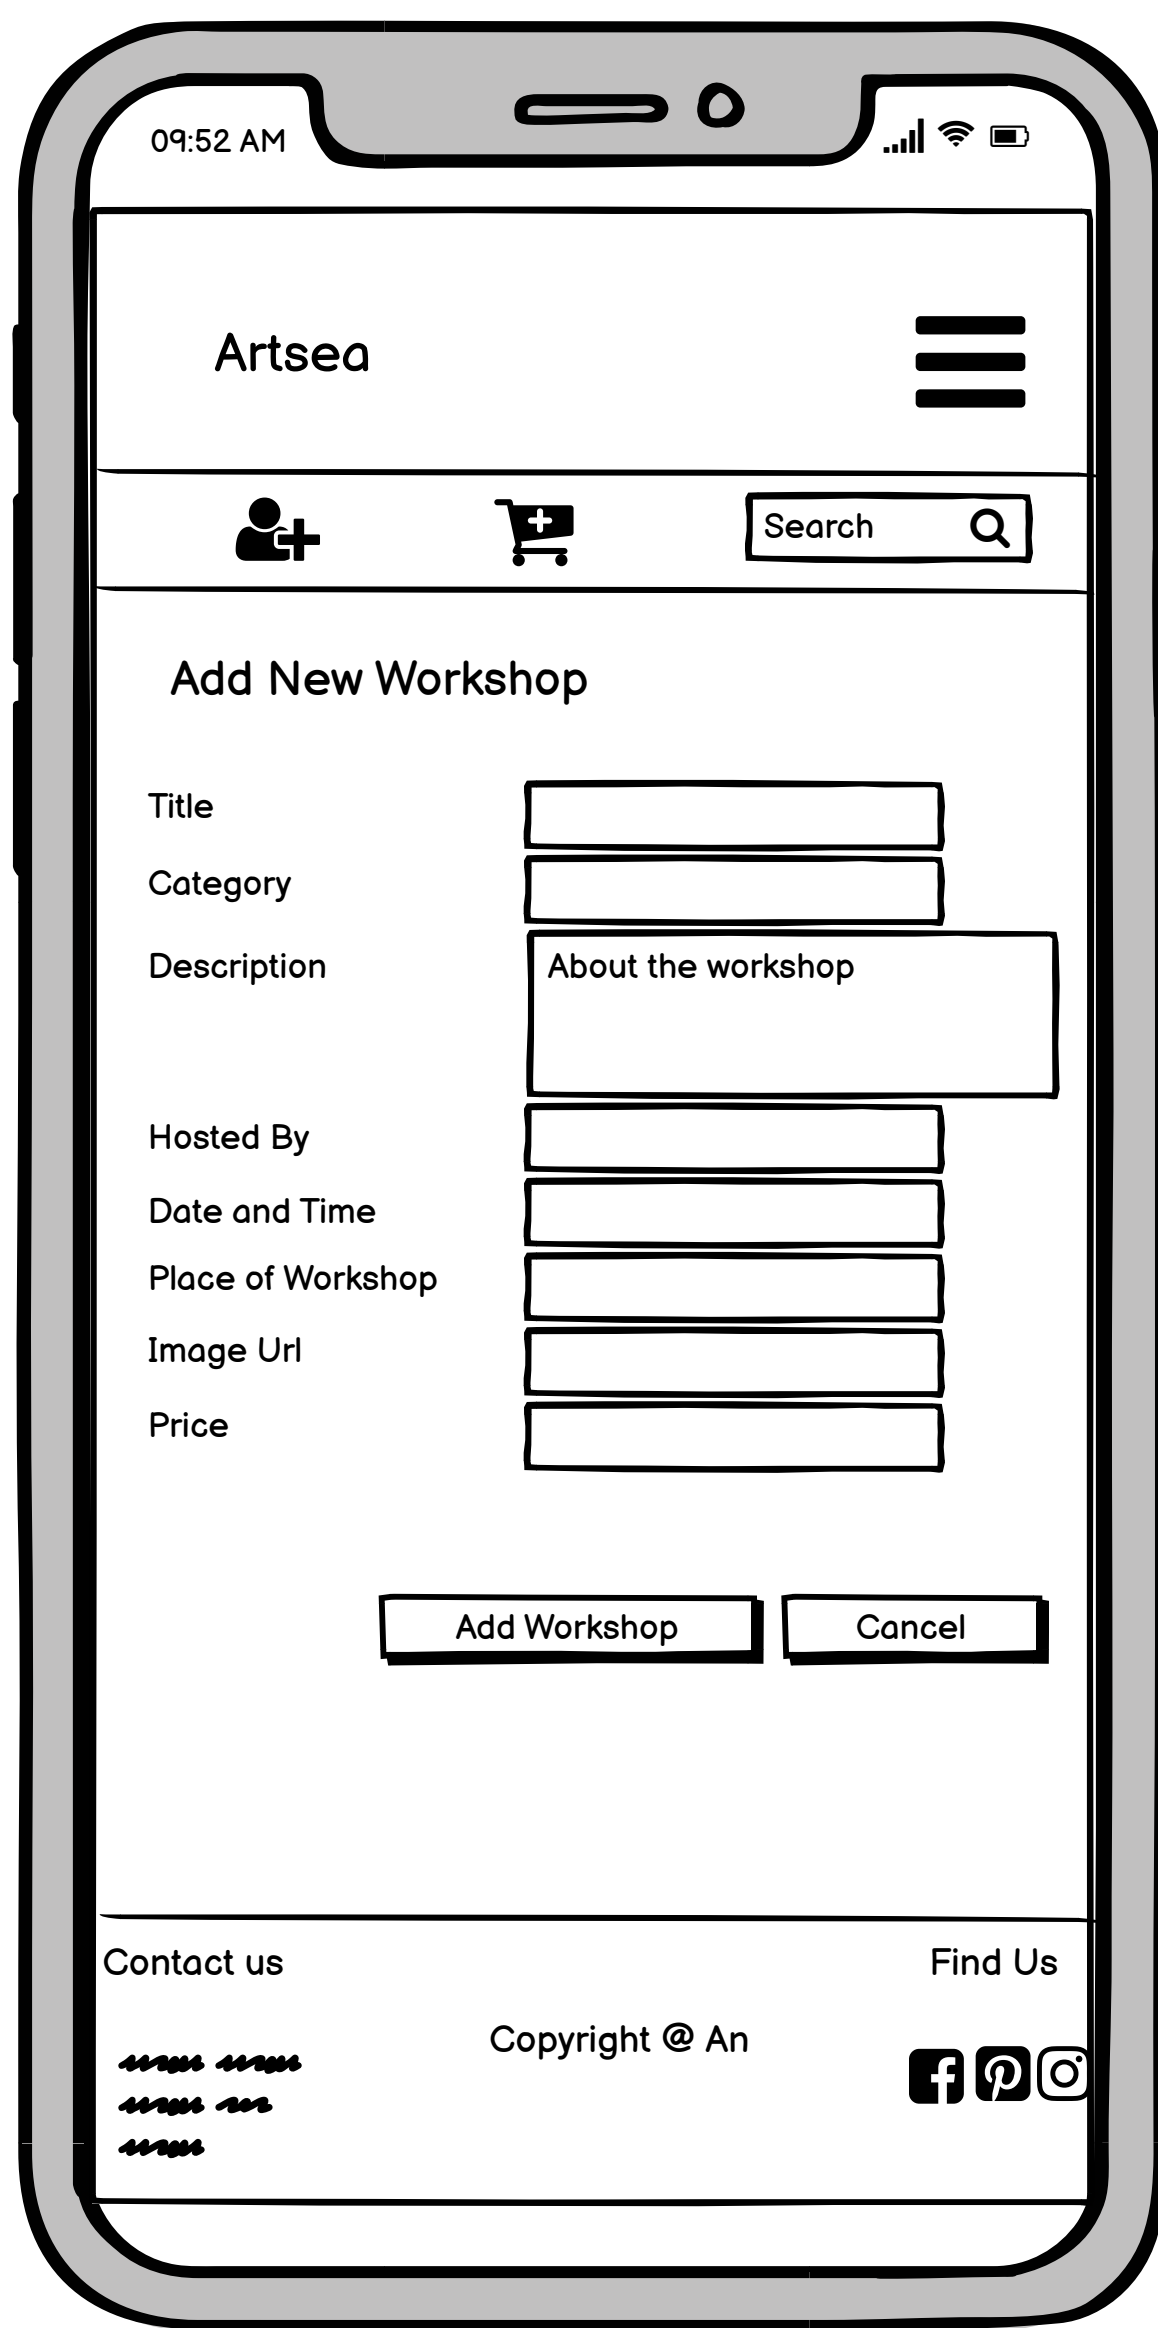 09:52 AM
Artsea
Search
Add New Workshop
Title
Category
Description
About the workshop
Hosted By
Date and Time
Place of Workshop
Image Url
Price
Add Workshop
Cancel
Contact us
Find Us
Copyright @ An